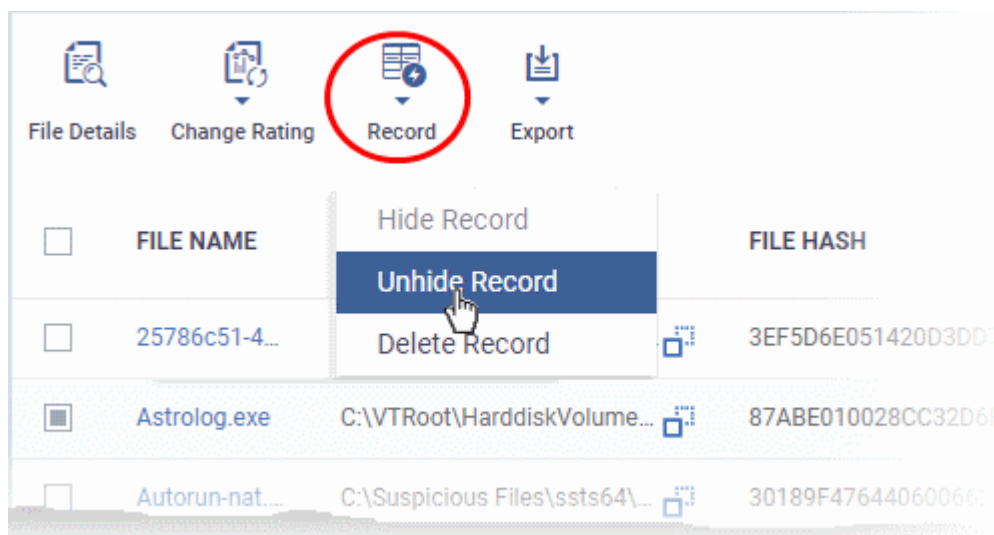 File Details Change Rating Record Export
Hide Record
FILE NAME FILE HASH
Unhide Record
Delete Record
25786c51-4... 3EF5D6E051420D3DD
Astrolog.exe C:\VTRoot\HarddiskVolume... 87ABE010028CC32D6
Autorun-nat.... C:\Suspicious Files\ssts64\... 30189F4764406006